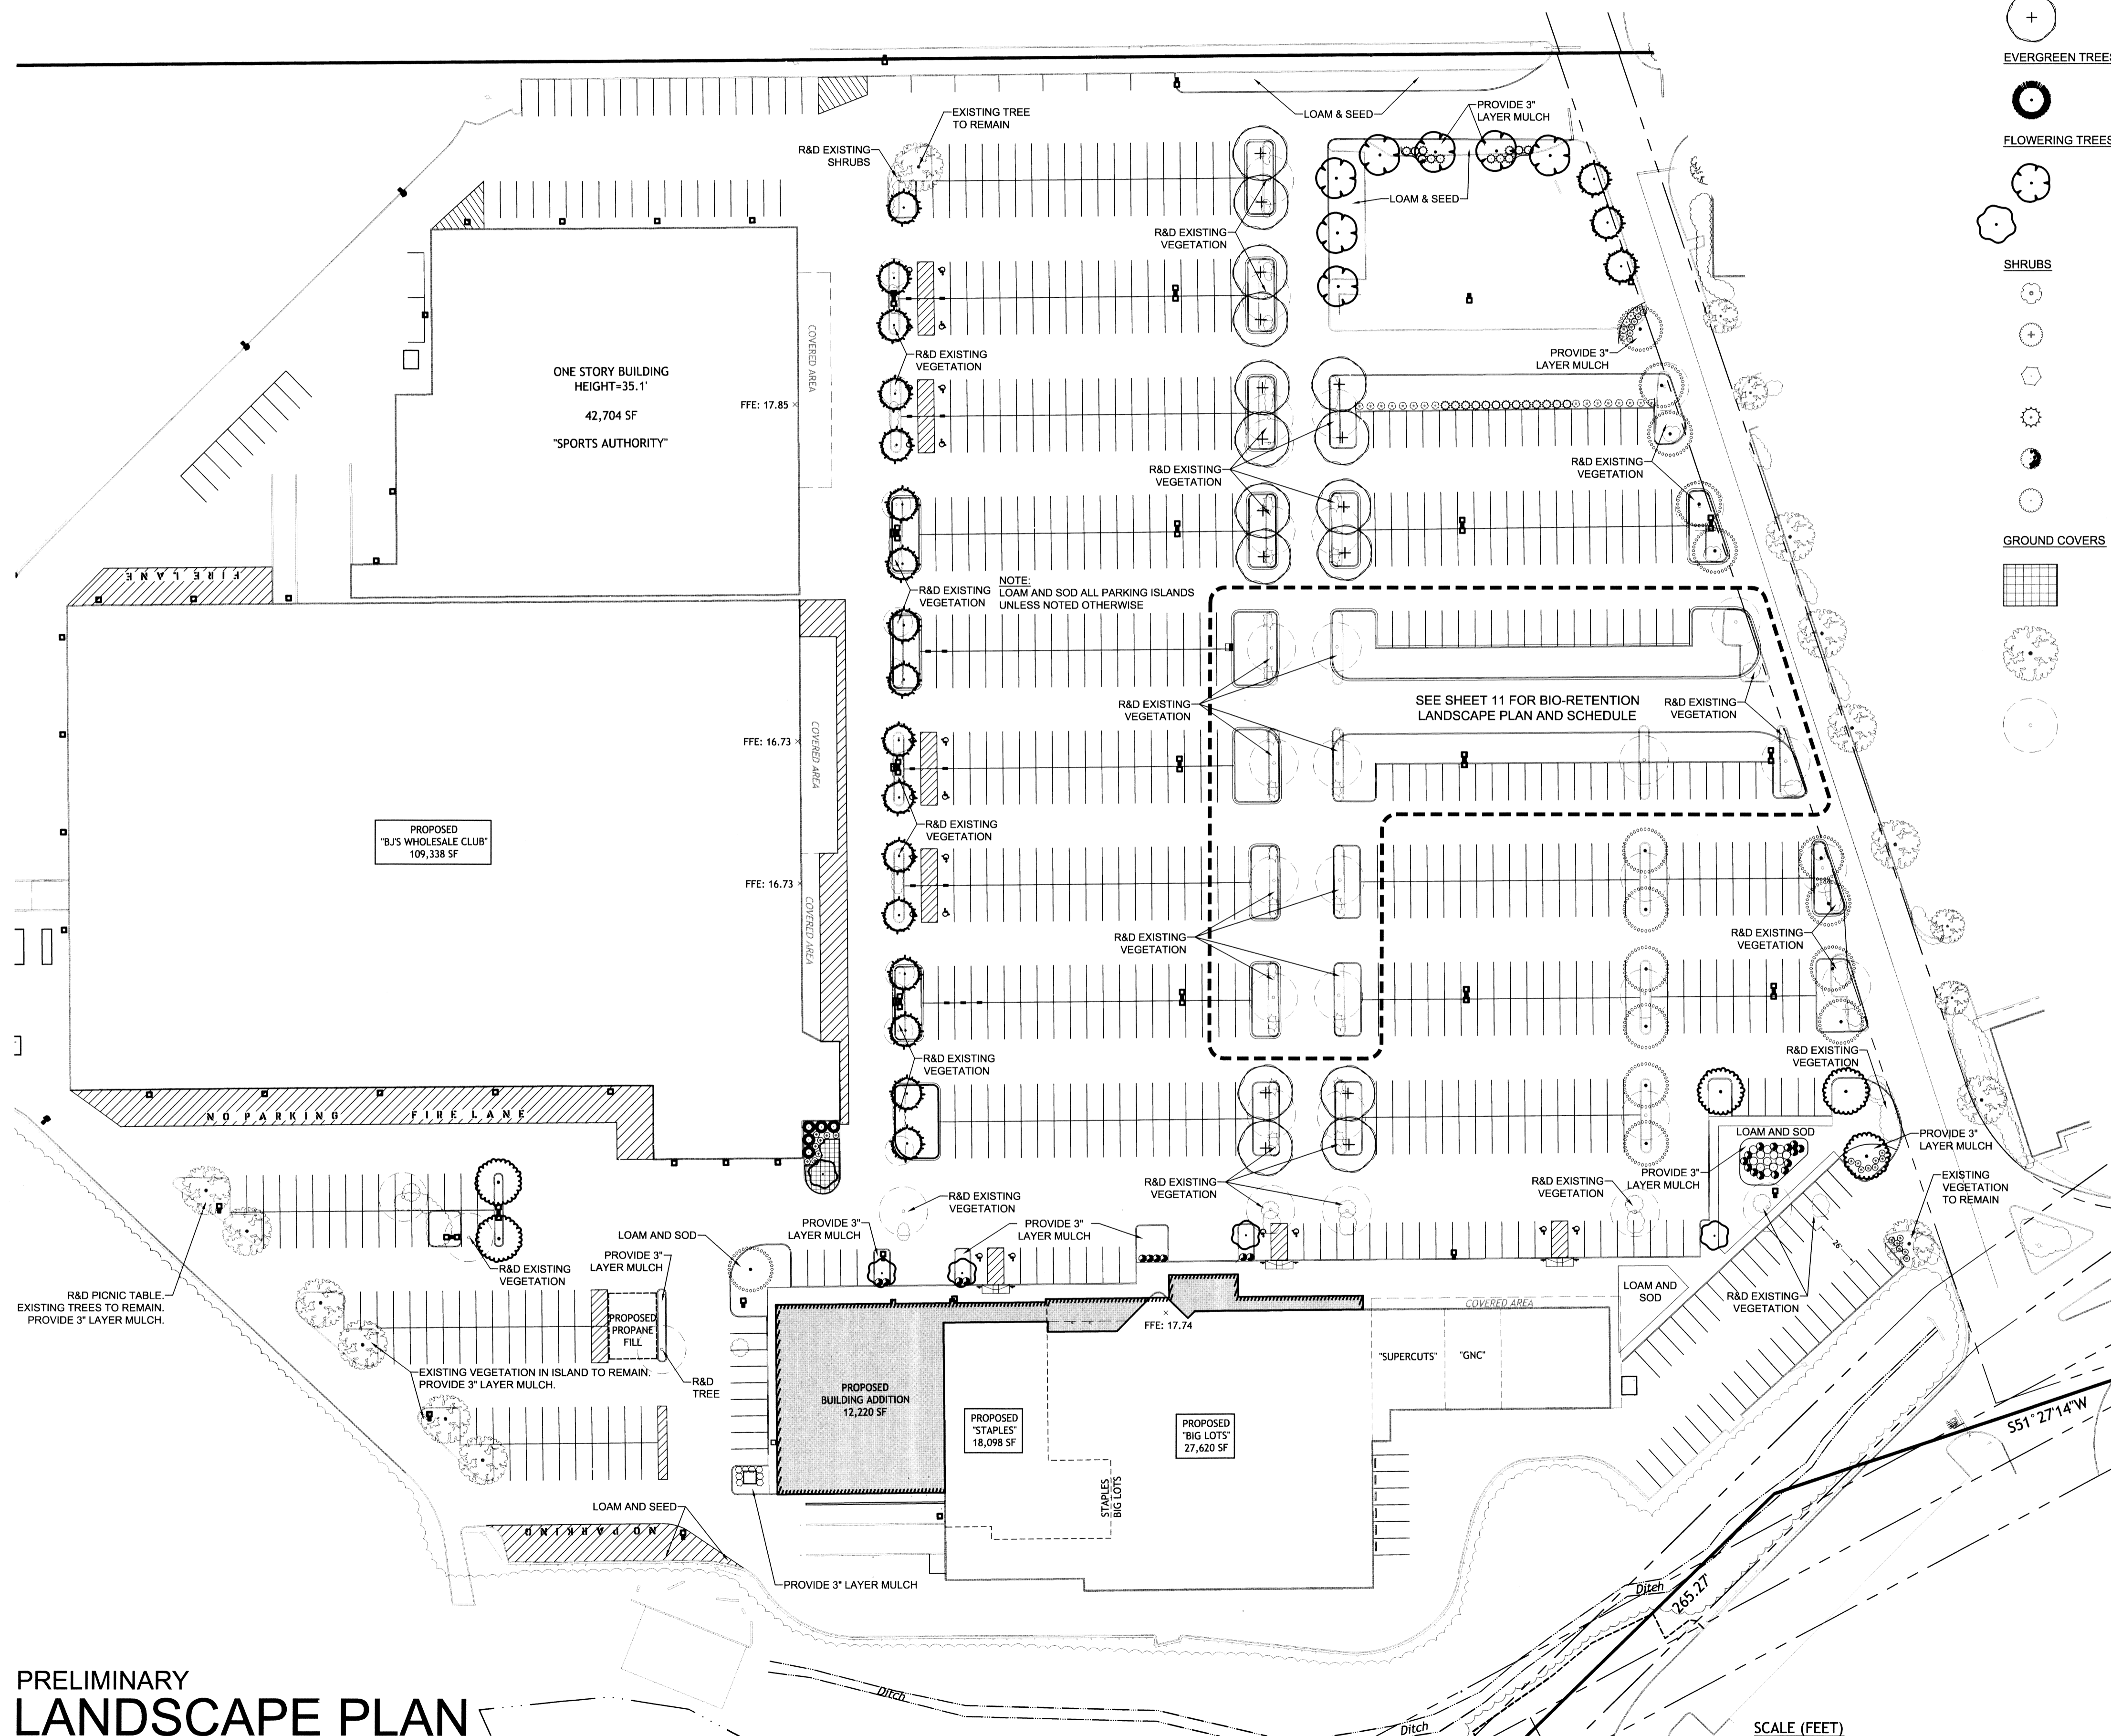 EVERGREEN TREES
FLOWERING TREES
SHRUBS
GROUND COVERS
EXISTING TREE
TO REMAIN
R&D EXISTING
SHRUBS
LOAM & SEED
PROVIDE 3"
LAYER MULCH
LOAM & SEED
R&D EXISTING
VEGETATION
R&D EXISTING
VEGETATION
PROVIDE 3"
LAYER MULCH
ONE STORY BUILDING
HEIGHT=35.1'
42,704 SF
"SPORTS AUTHORITY"
FFE: 17.85
COVERED AREA
R&D EXISTING
VEGETATION
R&D EXISTING
VEGETATION
FIRE LANE
R&D EXISTING
VEGETATION
NOTE:
LOAM AND SOD ALL PARKING ISLANDS
UNLESS NOTED OTHERWISE
R&D EXISTING
VEGETATION
SEE SHEET 11 FOR BIO-RETENTION
LANDSCAPE PLAN AND SCHEDULE
R&D EXISTING
VEGETATION
FFE: 16.73
COVERED AREA
R&D EXISTING
VEGETATION
PROPOSED
"BJ'S WHOLESALE CLUB"
109,338 SF
FFE: 16.73
COVERED AREA
R&D EXISTING
VEGETATION
R&D EXISTING
VEGETATION
R&D EXISTING
VEGETATION
R&D EXISTING
VEGETATION
NO PARKING FIRE LANE
LOAM AND SOD
PROVIDE 3"
LAYER MULCH
PROVIDE 3"
LAYER MULCH
EXISTING
VEGETATION
TO REMAIN
R&D EXISTING
VEGETATION
R&D EXISTING
VEGETATION
R&D EXISTING
VEGETATION
PROVIDE 3"
LAYER MULCH
PROVIDE 3"
LAYER MULCH
LOAM AND SOD
PROVIDE 3"
LAYER MULCH
R&D EXISTING
VEGETATION
26'
R&D PICNIC TABLE.
EXISTING TREES TO REMAIN.
PROVIDE 3" LAYER MULCH.
PROPOSED
PROPANE
FILL
LOAM AND
SOD
R&D EXISTING
VEGETATION
COVERED AREA
FFE: 17.74
EXISTING VEGETATION IN ISLAND TO REMAIN.
PROVIDE 3" LAYER MULCH.
R&D
TREE
"SUPERCUTS"
"GNC"
PROPOSED
BUILDING ADDITION
12,220 SF
PROPOSED
"STAPLES"
18,098 SF
PROPOSED
"BIG LOTS"
27,620 SF
STAPLES
BIG LOTS
S51°27'14"W
LOAM AND SEED
NO PARKING
PROVIDE 3" LAYER MULCH
Ditch
265.27'
PRELIMINARY
LANDSCAPE PLAN
Ditch
Ditch
SCALE (FEET)